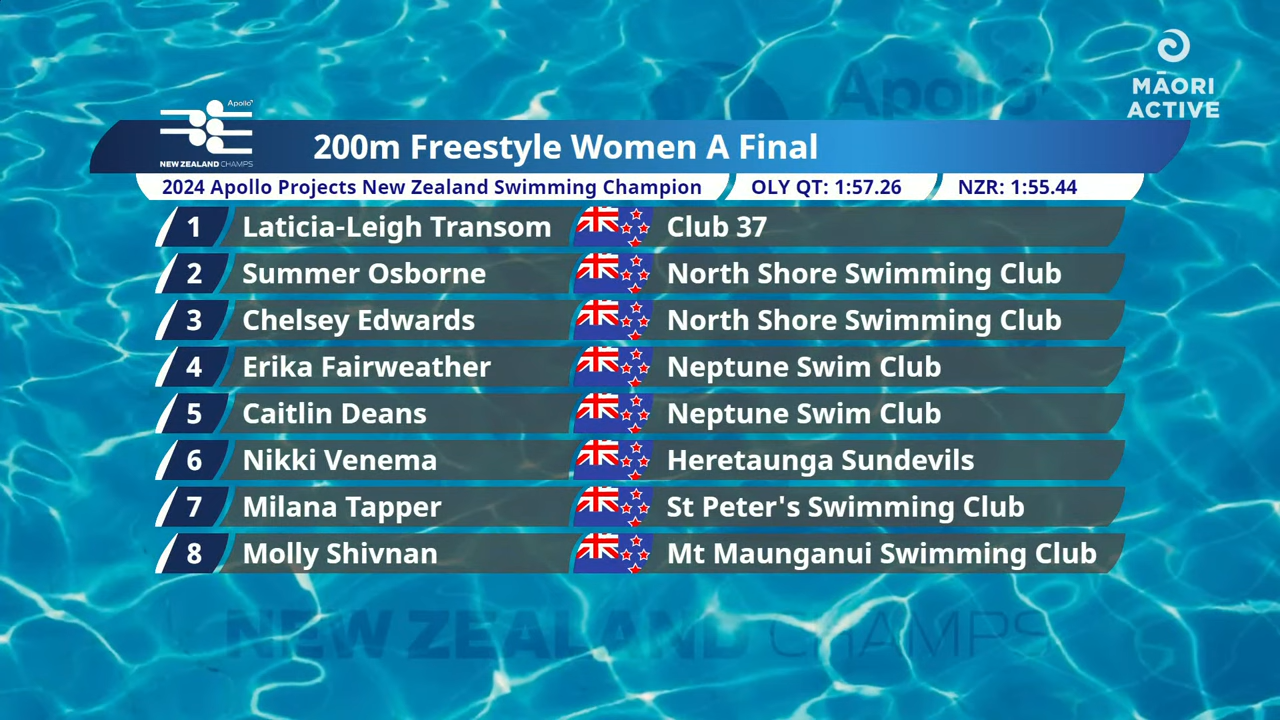 Apollo
MĀORI
ACTIVE
Apollo
NEW ZEALAND CHAMPS
200m Freestyle Women A Final
2024 Apollo Projects New Zealand Swimming Champion
OLY QT: 1:57.26
NZR: 1:55.44
1 Laticia-Leigh Transom Club 37
2 Summer Osborne North Shore Swimming Club
3 Chelsey Edwards North Shore Swimming Club
4 Erika Fairweather Neptune Swim Club
5 Caitlin Deans Neptune Swim Club
6 Nikki Venema Heretaunga Sundevils
7 Milana Tapper St Peter's Swimming Club
8 Molly Shivnan Mt Maunganui Swimming Club
NEW ZEALAND CHAMPS